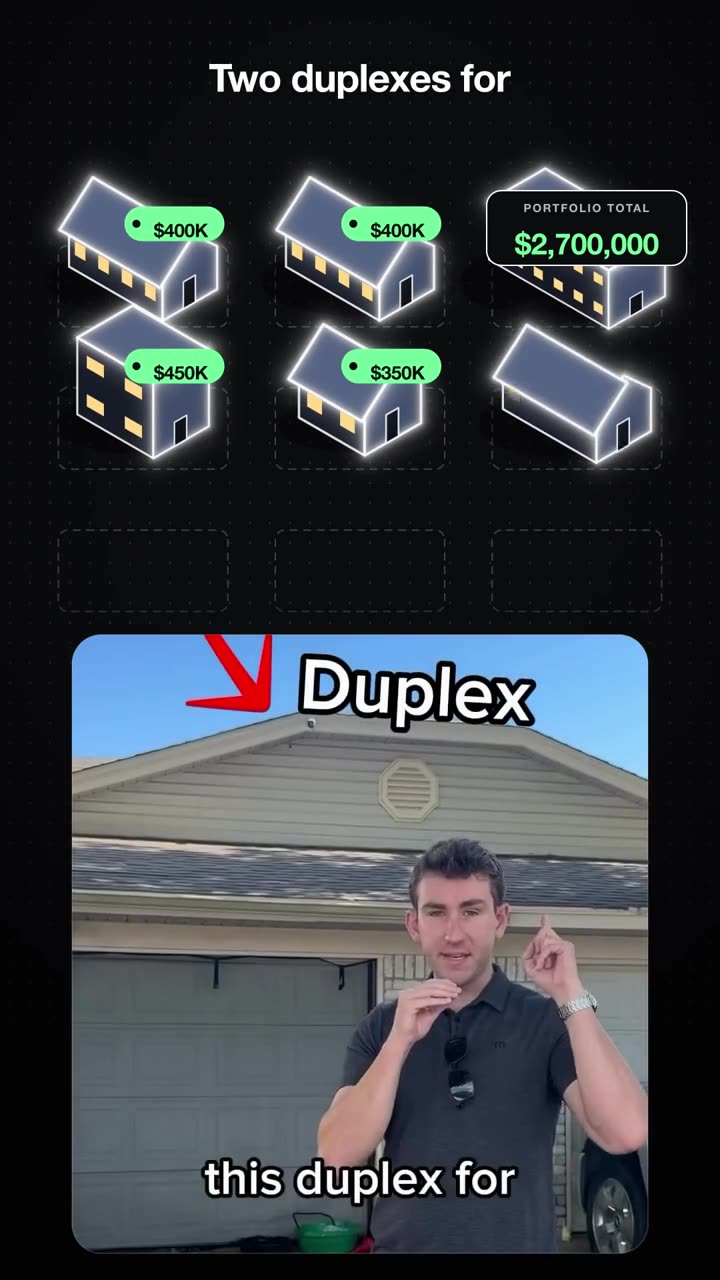 Two duplexes for
$400K
$400K
PORTFOLIO TOTAL
$2,700,000
$450K
$350K
Duplex
this duplex for